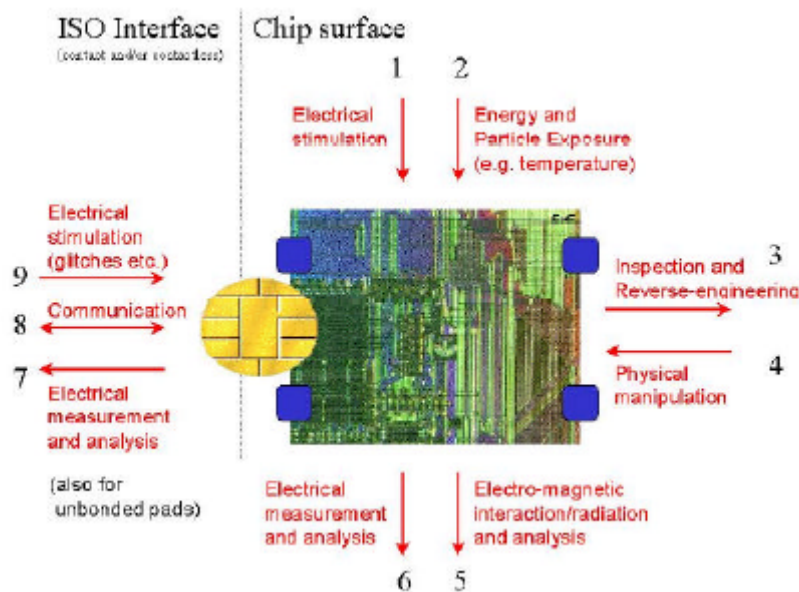 ISO Interface
(contact and/or contactless)
Chip surface
1
2
Electrical
stimulation
Energy and
Particle Exposure
(e.g. temperature)
Electrical
stimulation
(glitches etc.)
9
Communication
8
7
Electrical
measurement
and analysis
(also for
unbonded pads)
3
Inspection and
Reverse-engineering
4
Physical
manipulation
Electrical
measurement
and analysis
Electro-magnetic
interaction/radiation
and analysis
6
5